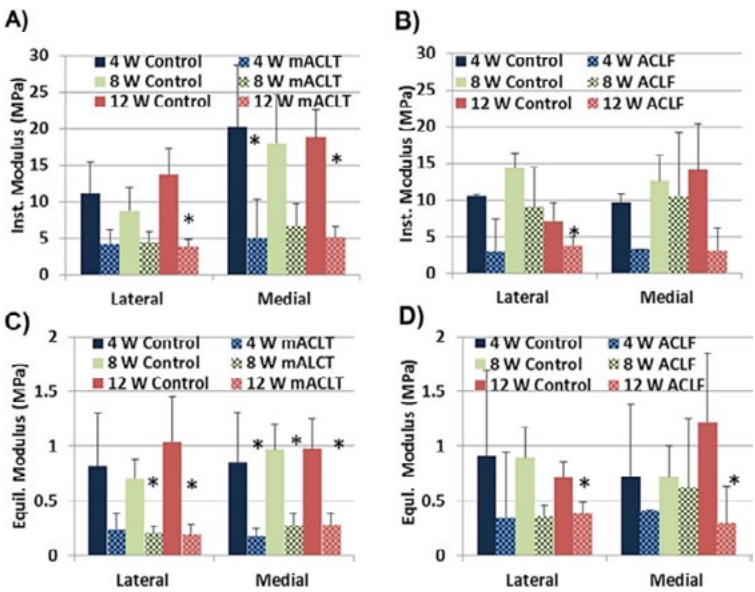 A)
30
25
20
15
10
5
0
Inst. Modulus (MPa)
4 W Control 4 W mACLT
8 W Control 8 W mACLT
12 W Control 12 W mACLT
*
*
*
Lateral Medial
B)
30
25
20
15
10
5
0
Inst. Modulus (MPa)
4 W Control 4 W ACLF
8 W Control 8 W ACLF
12 W Control 12 W ACLF
*
Lateral Medial
C)
2
1.5
1
0.5
0
Equil. Modulus (MPa)
4 W Control 4 W mACLT
8 W Control 8 W mALCT
12 W Control 12 W mACLT
* * * * *
Lateral Medial
D)
2
1.5
1
0.5
0
Equl. Modulus (MPa)
4 W Control 4 W ACLF
8 W Control 8 W ACLF
12 W Control 12 W ACLF
* *
Lateral Medial